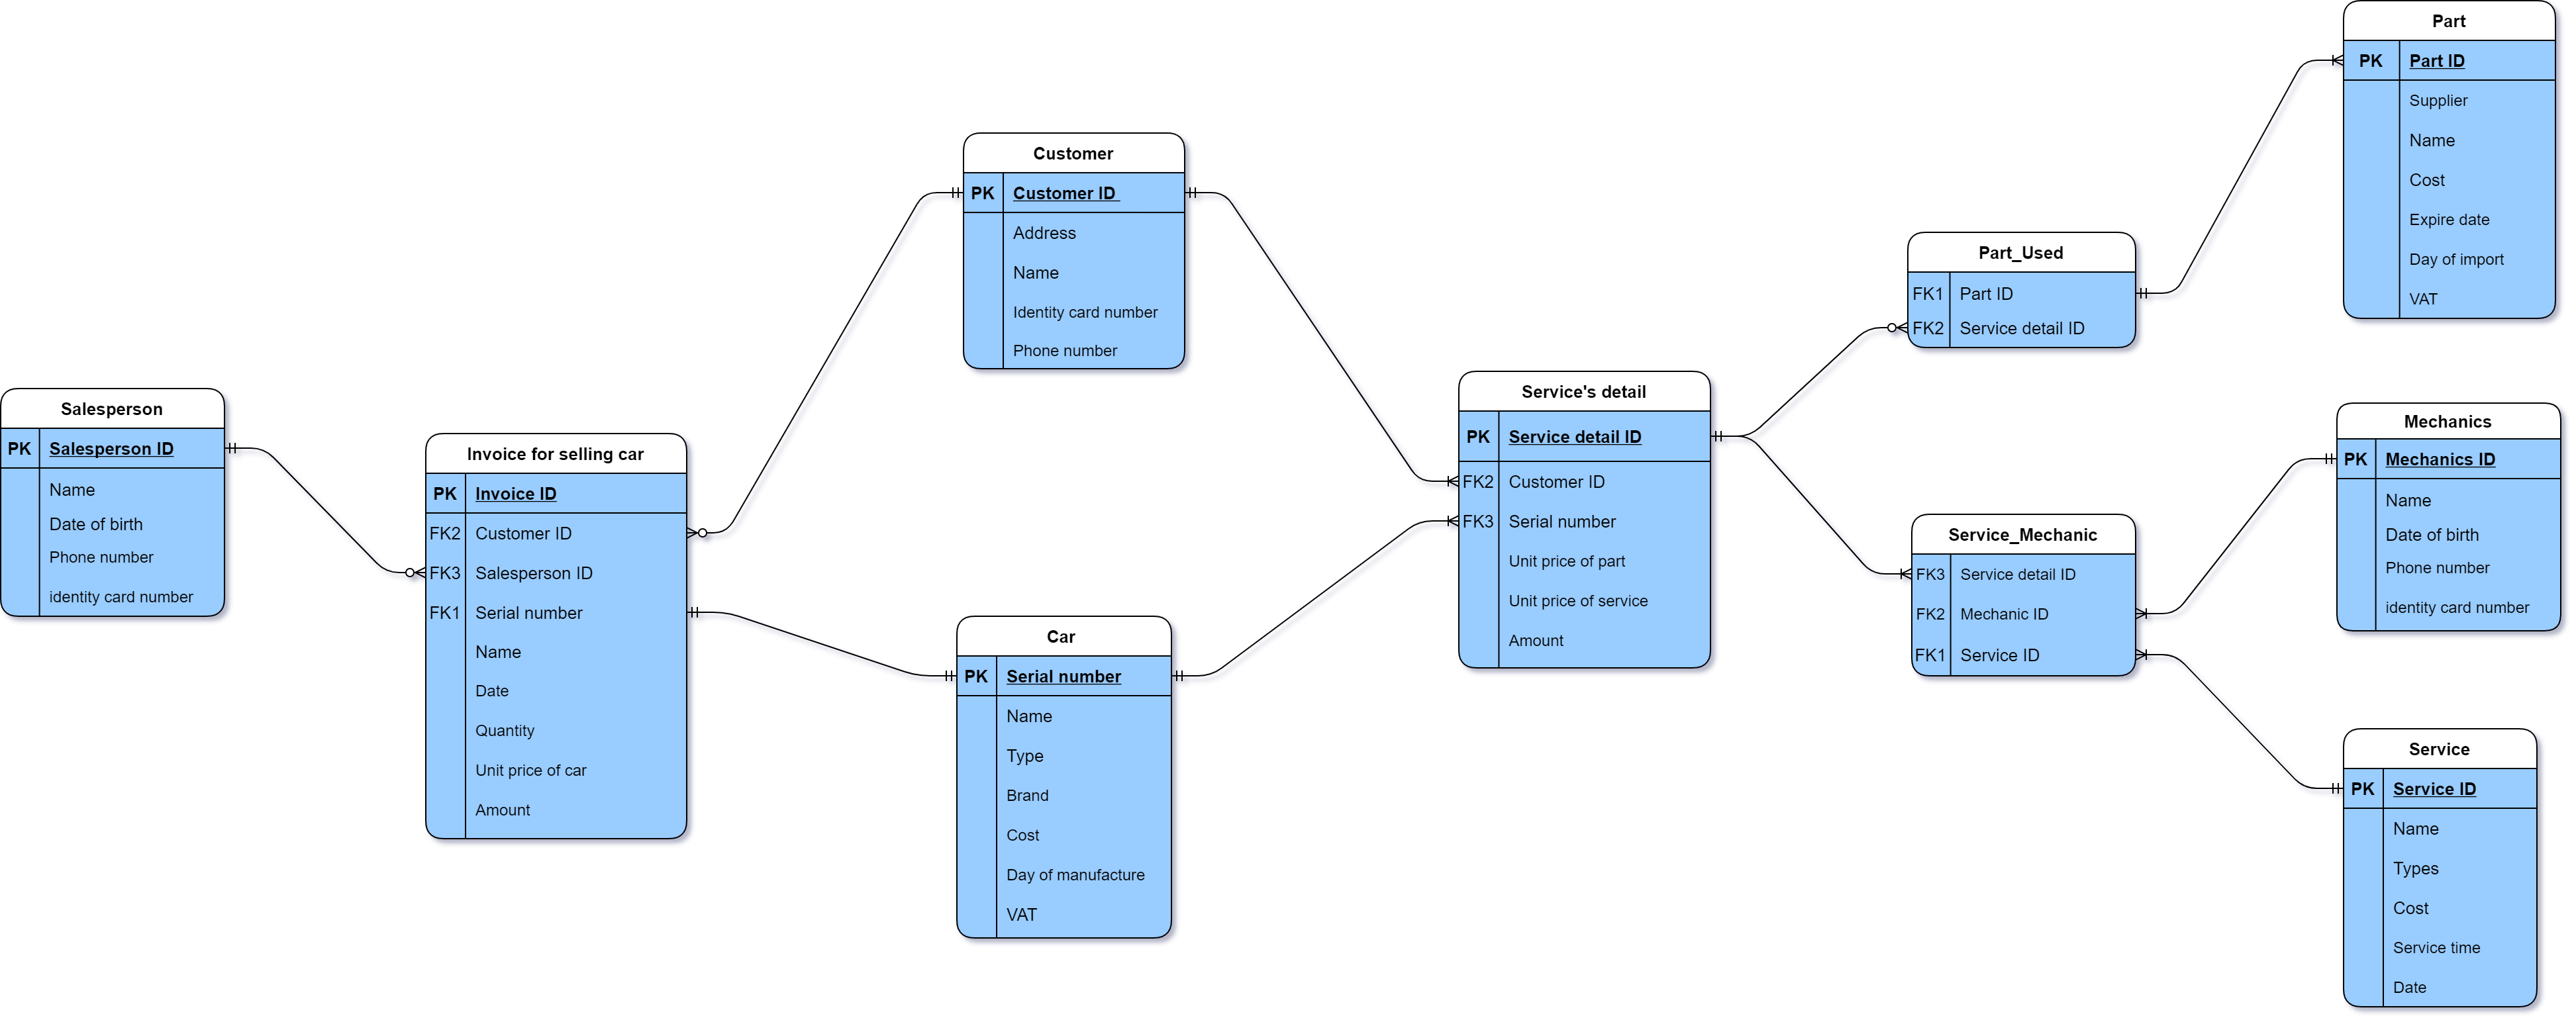 Salesperson
PK Salesperson ID
Name
Date of birth
Phone number
identity card number
Invoice for selling car
PK Invoice ID
FK2 Customer ID
FK3 Salesperson ID
FK1 Serial number
Name
Date
Quantity
Unit price of car
Amount
Customer
PK Customer ID
Address
Name
Identity card number
Phone number
Car
PK Serial number
Name
Type
Brand
Cost
Day of manufacture
VAT
Service's detail
PK Service detail ID
FK2 Customer ID
FK3 Serial number
Unit price of part
Unit price of service
Amount
Part_Used
FK1 Part ID
FK2 Service detail ID
Service_Mechanic
FK3 Service detail ID
FK2 Mechanic ID
FK1 Service ID
Part
PK Part ID
Supplier
Name
Cost
Expire date
Day of import
VAT
Mechanics
PK Mechanics ID
Name
Date of birth
Phone number
identity card number
Service
PK Service ID
Name
Types
Cost
Service time
Date